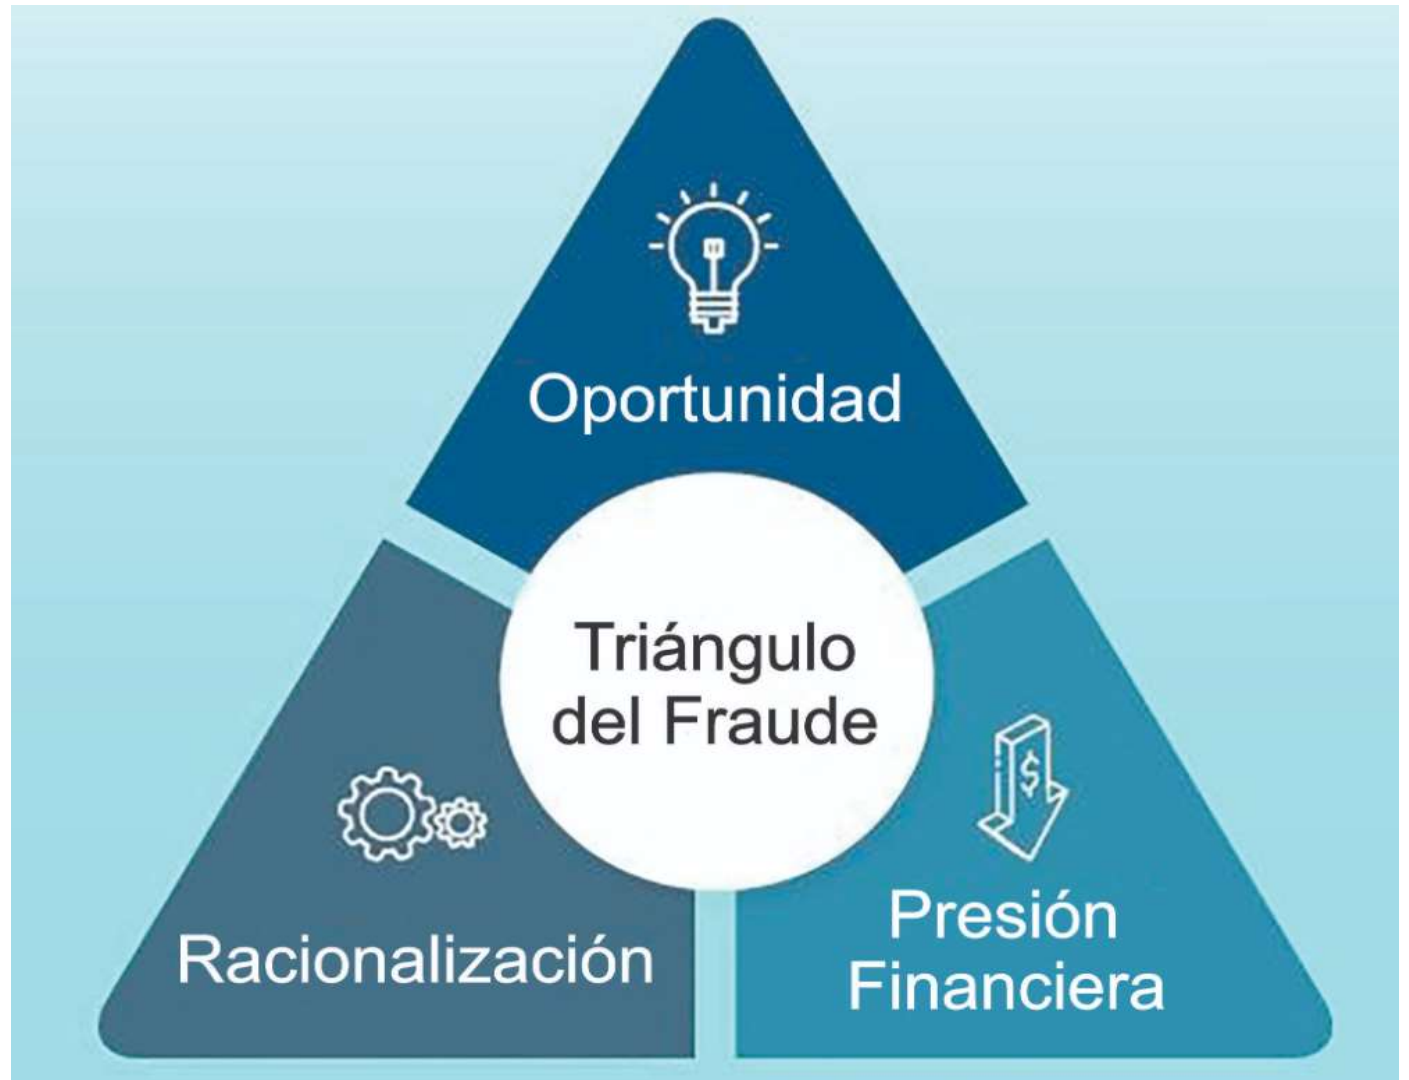 Oportunidad
Triángulo
del Fraude
$
Racionalización
Presión
Financiera